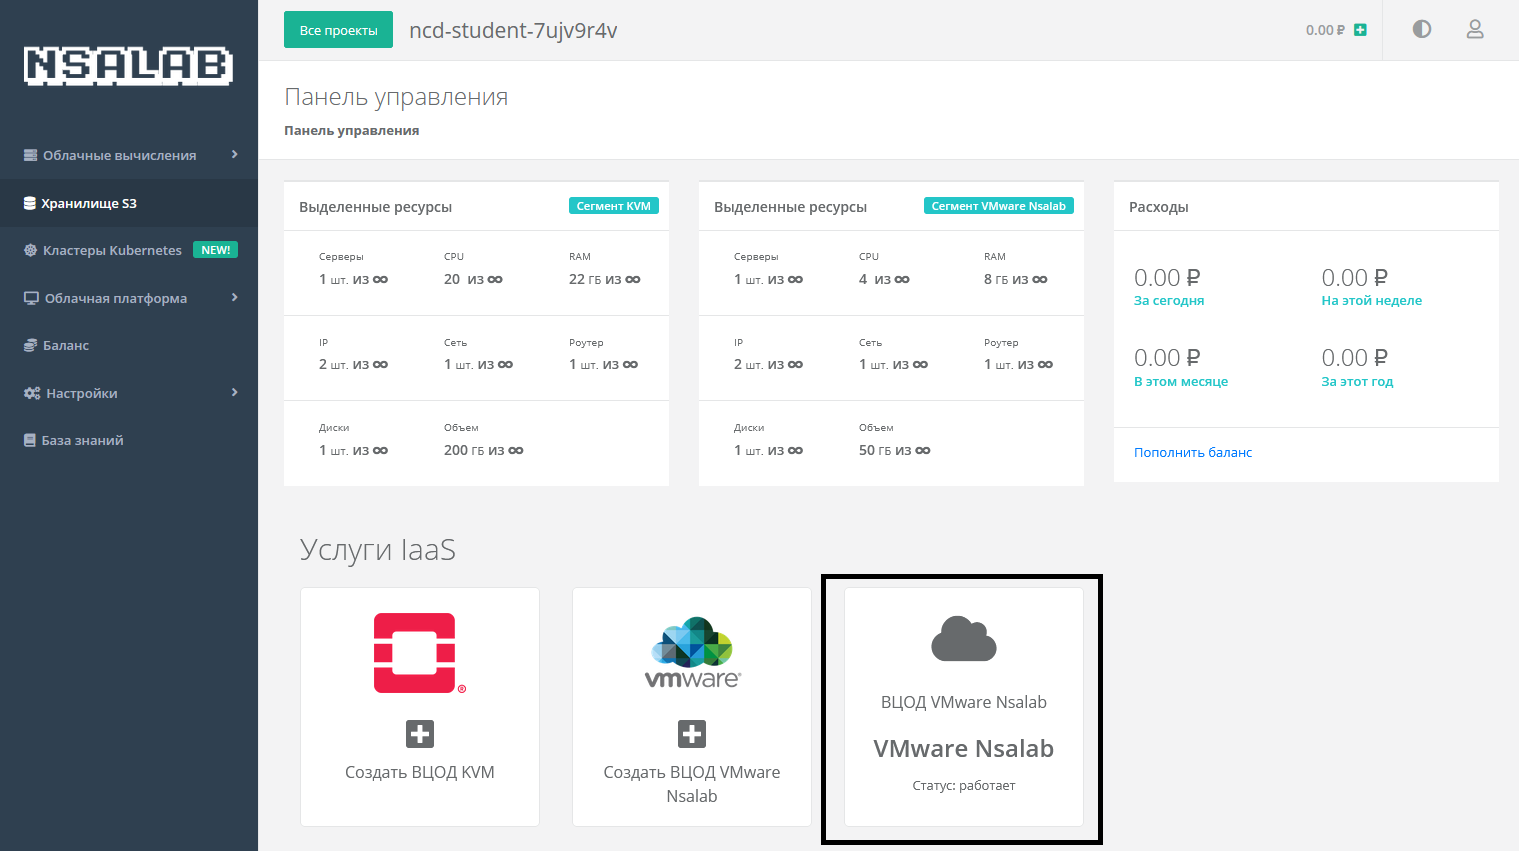 NSALAB
Все проекты
ncd-student-7ujv9r4v
0.00 ₽
Облачные вычисления
Хранилище S3
Кластеры Kubernetes NEW!
Облачная платформа
Баланс
Настройки
База знаний
Панель управления
Панель управления
Выделенные ресурсы Сегмент KVM
Серверы CPU RAM
1 шт. из ∞ 20 из ∞ 22 ГБ из ∞
IP Сеть Роутер
2 шт. из ∞ 1 шт. из ∞ 1 шт. из ∞
Диски Объем
1 шт. из ∞ 200 ГБ из ∞
Выделенные ресурсы Сегмент VMware Nsalab
Серверы CPU RAM
1 шт. из ∞ 4 из ∞ 8 ГБ из ∞
IP Сеть Роутер
2 шт. из ∞ 1 шт. из ∞ 1 шт. из ∞
Диски Объем
1 шт. из ∞ 50 ГБ из ∞
Расходы
0.00 ₽ 0.00 ₽
За сегодня На этой неделе
0.00 ₽ 0.00 ₽
В этом месяце За этот год
Пополнить баланс
Услуги IaaS
Создать ВЦОД KVM
vmware
Создать ВЦОД VMware
Nsalab
ВЦОД VMware Nsalab
VMware Nsalab
Статус: работает